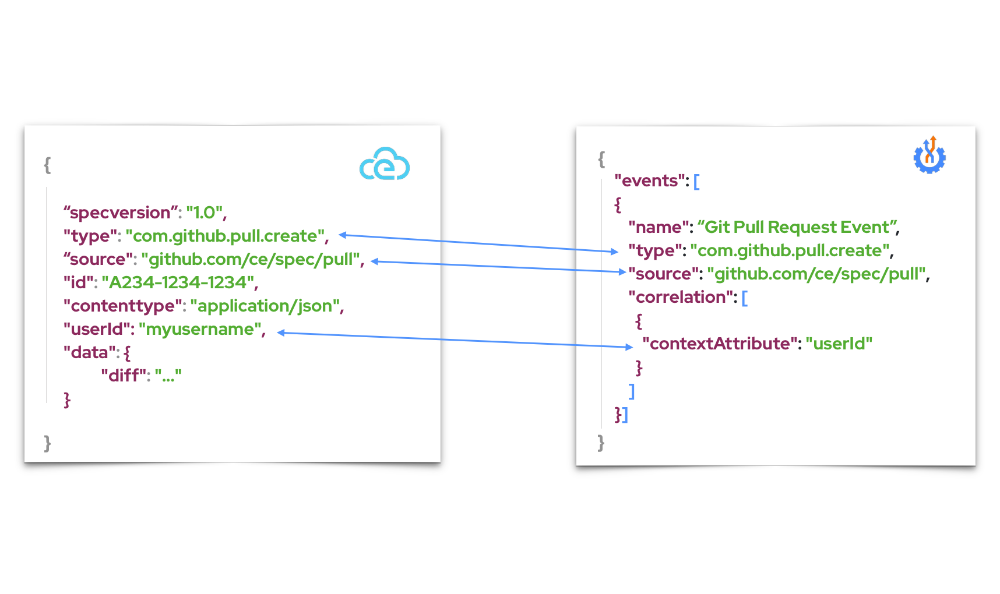 {
“specversion”: "1.0",
"type": "com.github.pull.create",
“source": "github.com/ce/spec/pull",
"id": "A234-1234-1234",
"contenttype": "application/json",
"userId": "myusername",
"data": {
"diff": "..."
}
}
{
"events": [
{
"name": “Git Pull Request Event”,
"type": "com.github.pull.create",
"source": "github.com/ce/spec/pull",
"correlation": [
{
"contextAttribute": "userId"
}
]
}]
}